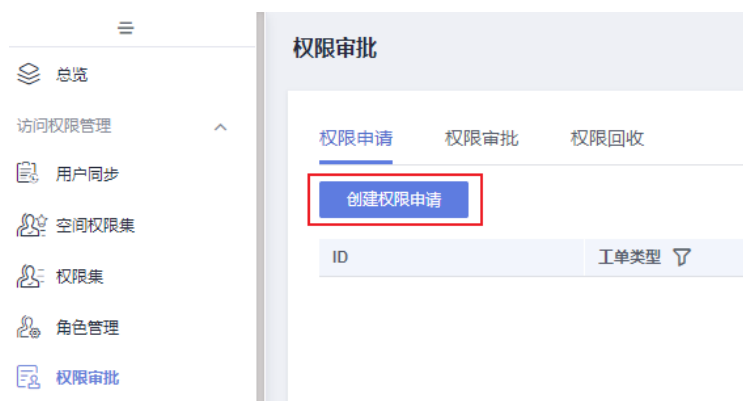 总览
访问权限管理
用户同步
空间权限集
权限集
角色管理
权限审批
权限审批
权限申请 权限审批 权限回收
创建权限申请
ID 工单类型